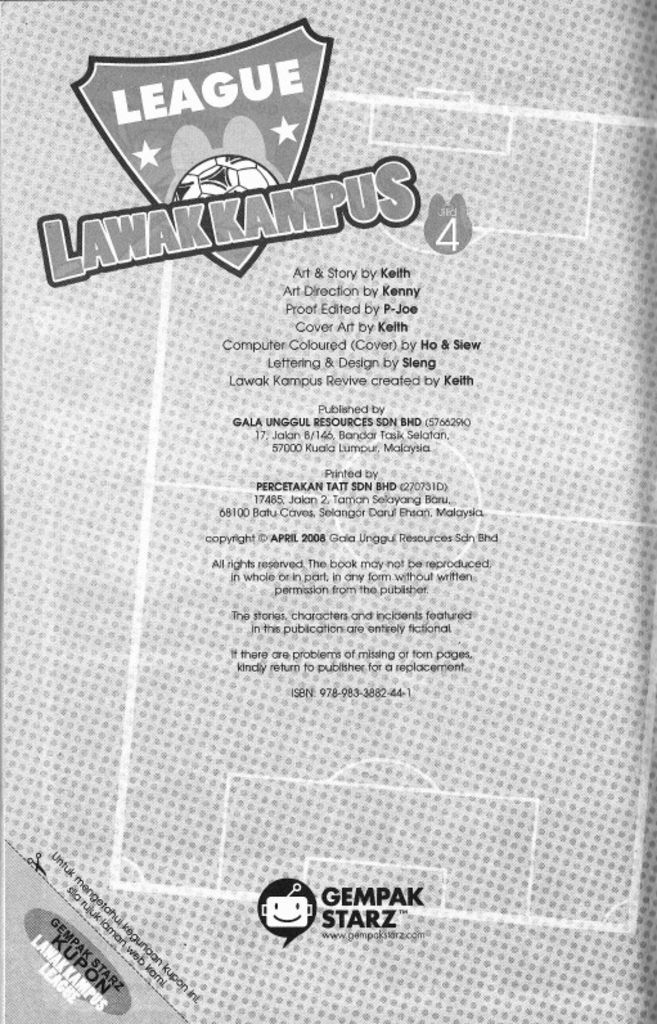 LEAGUE
LAWAK KAMPUS
Jilid
4
Art & Story by Keith
Art Direction by Kenny
Proof Edited by P-Joe
Cover Art by Keith
Computer Coloured (Cover) by Ho & Siew
Lettering & Design by Sieng
Lawak Kampus Revive created by Keith
Published by
GALA UNGGUL RESOURCES SDN BHD (576629K)
17, Jalan 8/146, Bandar Tasik Selatan,
57000 Kuala Lumpur, Malaysia.
Printed by
PERCETAKAN TATT SDN BHD (270731D)
17485, Jalan 2, Taman Selayang Baru,
68100 Batu Caves, Selangor Darul Ehsan, Malaysia.
copyright © APRIL 2008 Gala Unggul Resources Sdn Bhd
All rights reserved. The book may not be reproduced,
in whole or in part, in any form without written
permission from the publisher.
The stories, characters and incidents featured
in this publication are entirely fictional.
If there are problems of missing or torn pages,
kindly return to publisher for a replacement.
ISBN: 978-983-3882-44-1
GEMPAK
STARZ™
www.gempakstarz.com
Untuk mengetahui kegunaan kupon ini,
sila rujuk laman web kami.
GEMPAK STARZ
KUPON
LAWAK KAMPUS
LEAGUE